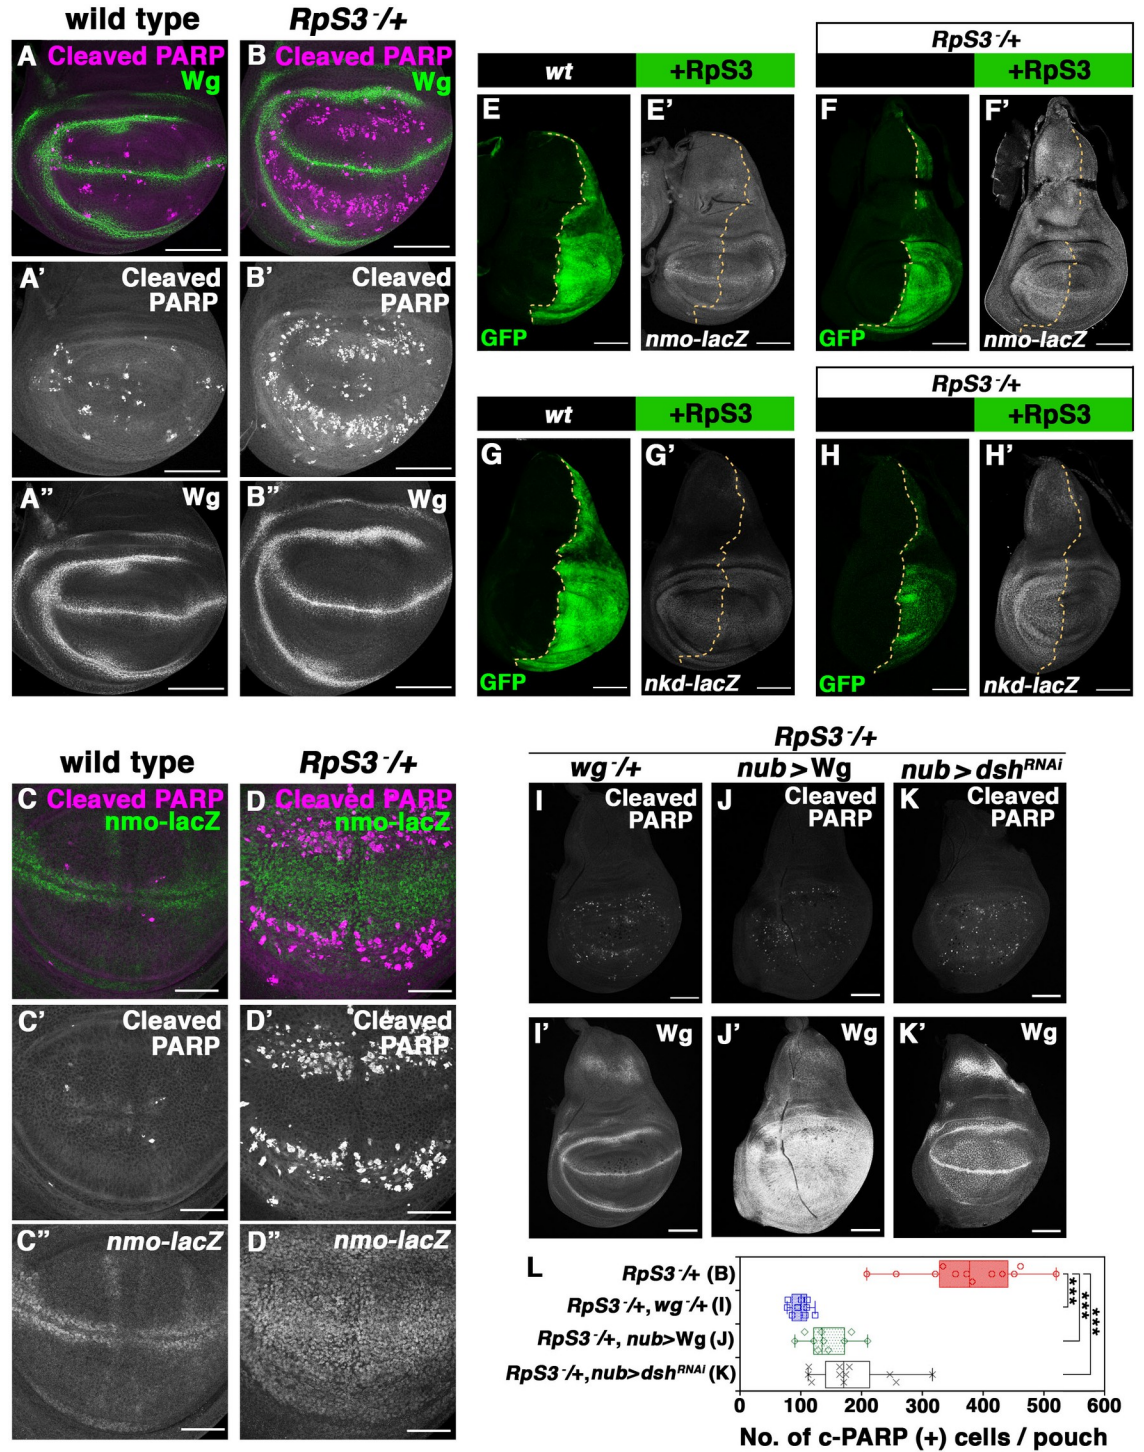 wild type
RpS3-/+
A Cleaved PARP
Wg
B Cleaved PARP
Wg
A’ Cleaved
PARP
B’ Cleaved
PARP
A” Wg
B” Wg
RpS3-/+
wt +RpS3
+RpS3
E
GFP
E’
nmo-lacZ
F
GFP
F’
nmo-lacZ
RpS3-/+
wt +RpS3
+RpS3
G
GFP
G’
nkd-lacZ
H
GFP
H’
nkd-lacZ
wild type
RpS3-/+
C Cleaved PARP
nmo-lacZ
D Cleaved PARP
nmo-lacZ
C’ Cleaved
PARP
D’ Cleaved
PARP
C” nmo-lacZ
D” nmo-lacZ
RpS3-/+
wg-/+ nub>Wg nub>dshRNAi
I Cleaved
PARP
J Cleaved
PARP
K Cleaved
PARP
I’ Wg
J’ Wg
K’ Wg
L
RpS3-/+ (B)
RpS3-/+, wg-/+ (I)
RpS3-/+, nub>Wg (J)
RpS3-/+,nub>dshRNAi (K)
***
***
***
0 100 200 300 400 500 600
No. of c-PARP (+) cells / pouch